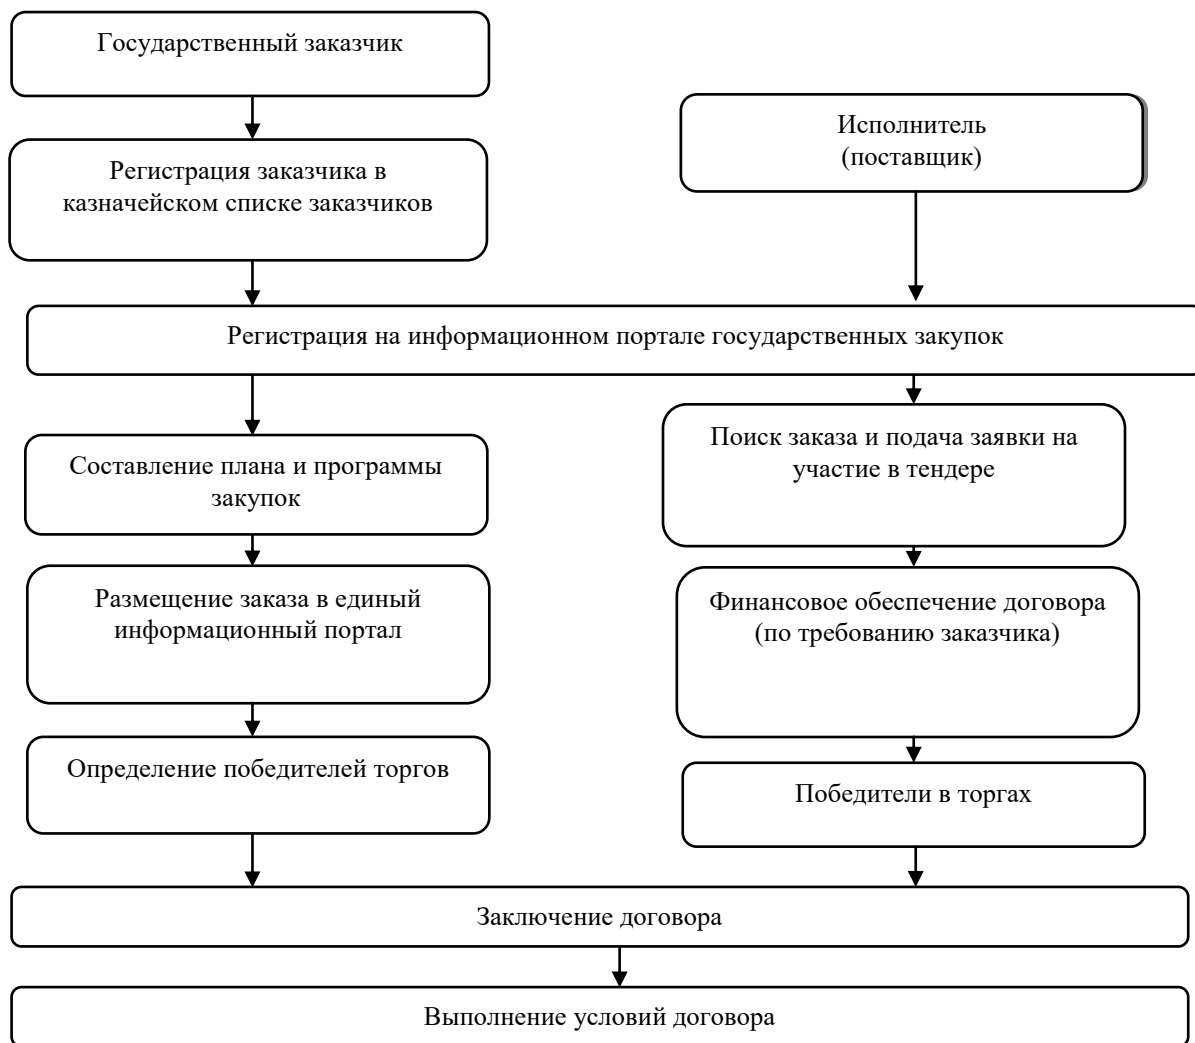 Государственный заказчик
Исполнитель
(поставщик)
Регистрация заказчика в
казначейском списке заказчиков
Регистрация на информационном портале государственных закупок
Составление плана и программы
закупок
Поиск заказа и подача заявки на
участие в тендере
Размещение заказа в единый
информационный портал
Финансовое обеспечение договора
(по требованию заказчика)
Определение победителей торгов
Победители в торгах
Заключение договора
Выполнение условий договора